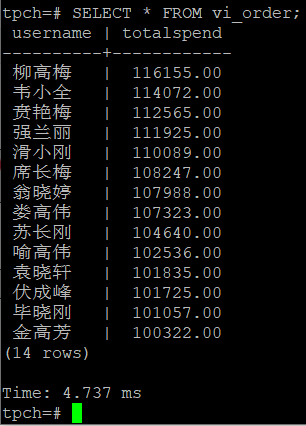 tpch=# SELECT * FROM vi_order;
 username | totalspend
----------+------------
 柳高梅   |  116155.00
 韦小全   |  114072.00
 贲艳梅   |  112565.00
 强兰丽   |  111925.00
 滑小刚   |  110089.00
 席长梅   |  108247.00
 翁晓婷   |  107988.00
 娄高伟   |  107323.00
 苏长刚   |  104640.00
 喻高伟   |  102536.00
 袁晓轩   |  101835.00
 伏成峰   |  101725.00
 毕晓刚   |  101057.00
 金高芳   |  100322.00
(14 rows)
Time: 4.737 ms
tpch=#